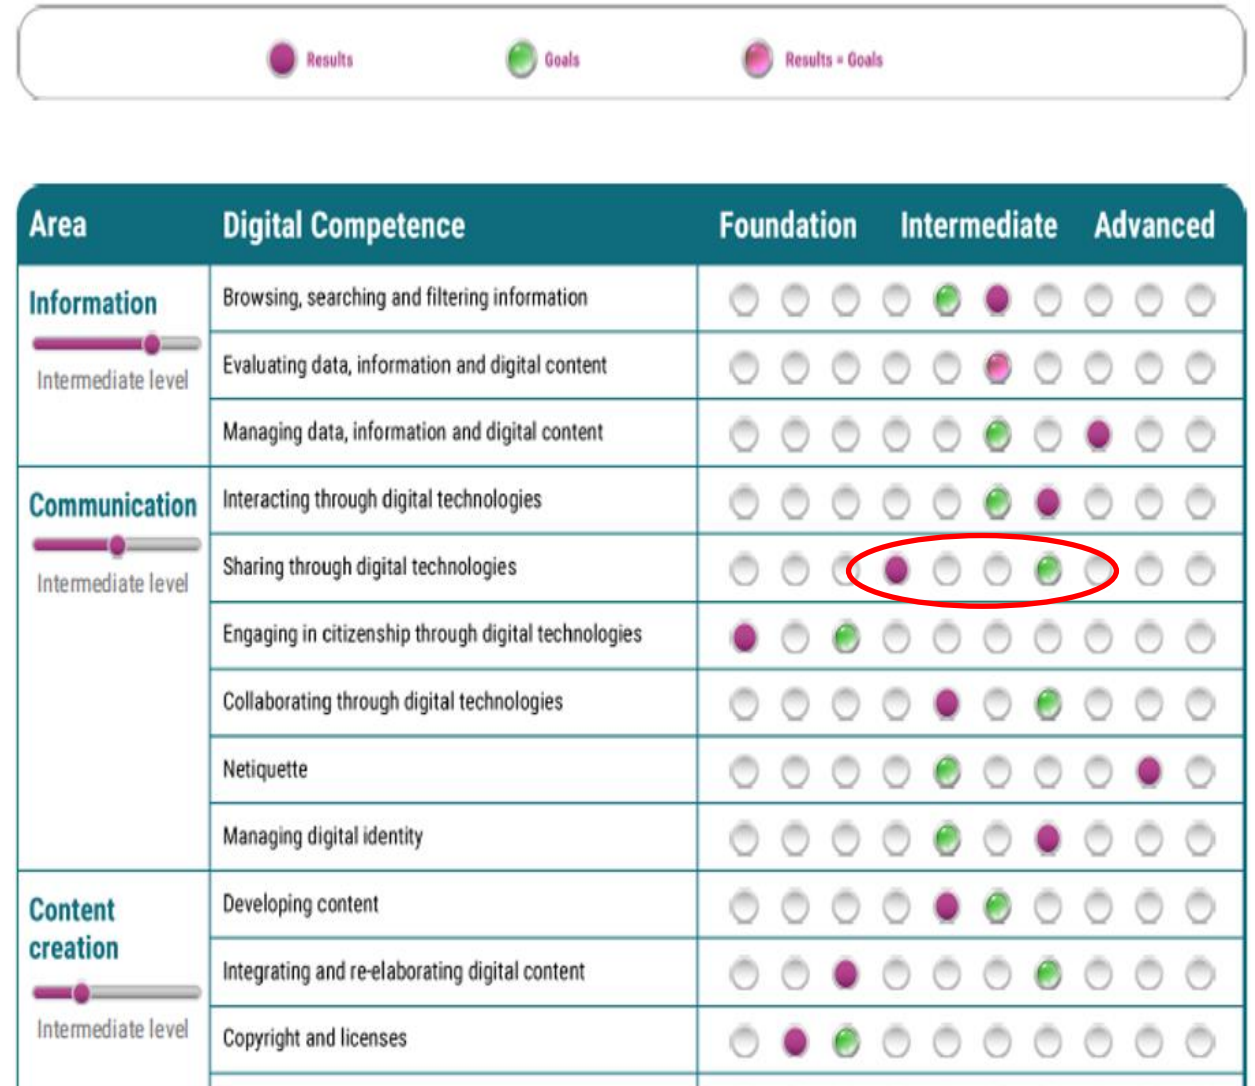 Results Goals Results = Goals
Area Digital Competence Foundation Intermediate Advanced
Information
Intermediate level
Browsing, searching and filtering information
Evaluating data, information and digital content
Managing data, information and digital content
Communication
Intermediate level
Interacting through digital technologies
Sharing through digital technologies
Engaging in citizenship through digital technologies
Collaborating through digital technologies
Netiquette
Managing digital identity
Content
creation
Intermediate level
Developing content
Integrating and re-elaborating digital content
Copyright and licenses